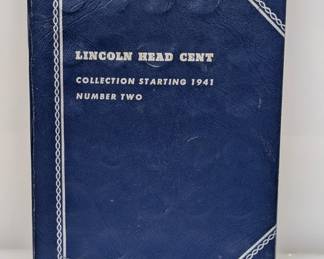 LINCOLN HEAD CENT
COLLECTION STARTING 1941
NUMBER TWO